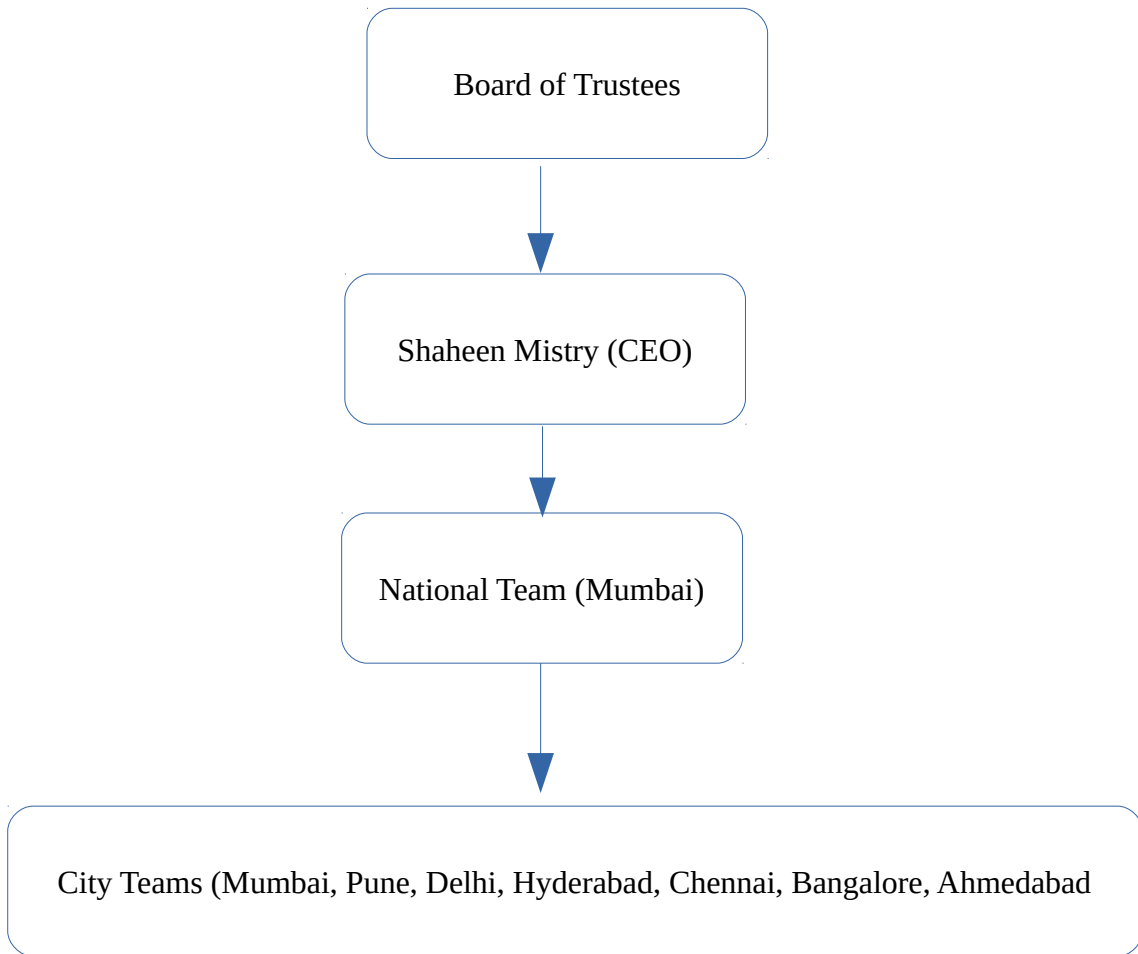 Board of Trustees
Shaheen Mistry (CEO)
National Team (Mumbai)
City Teams (Mumbai, Pune, Delhi, Hyderabad, Chennai, Bangalore, Ahmedabad